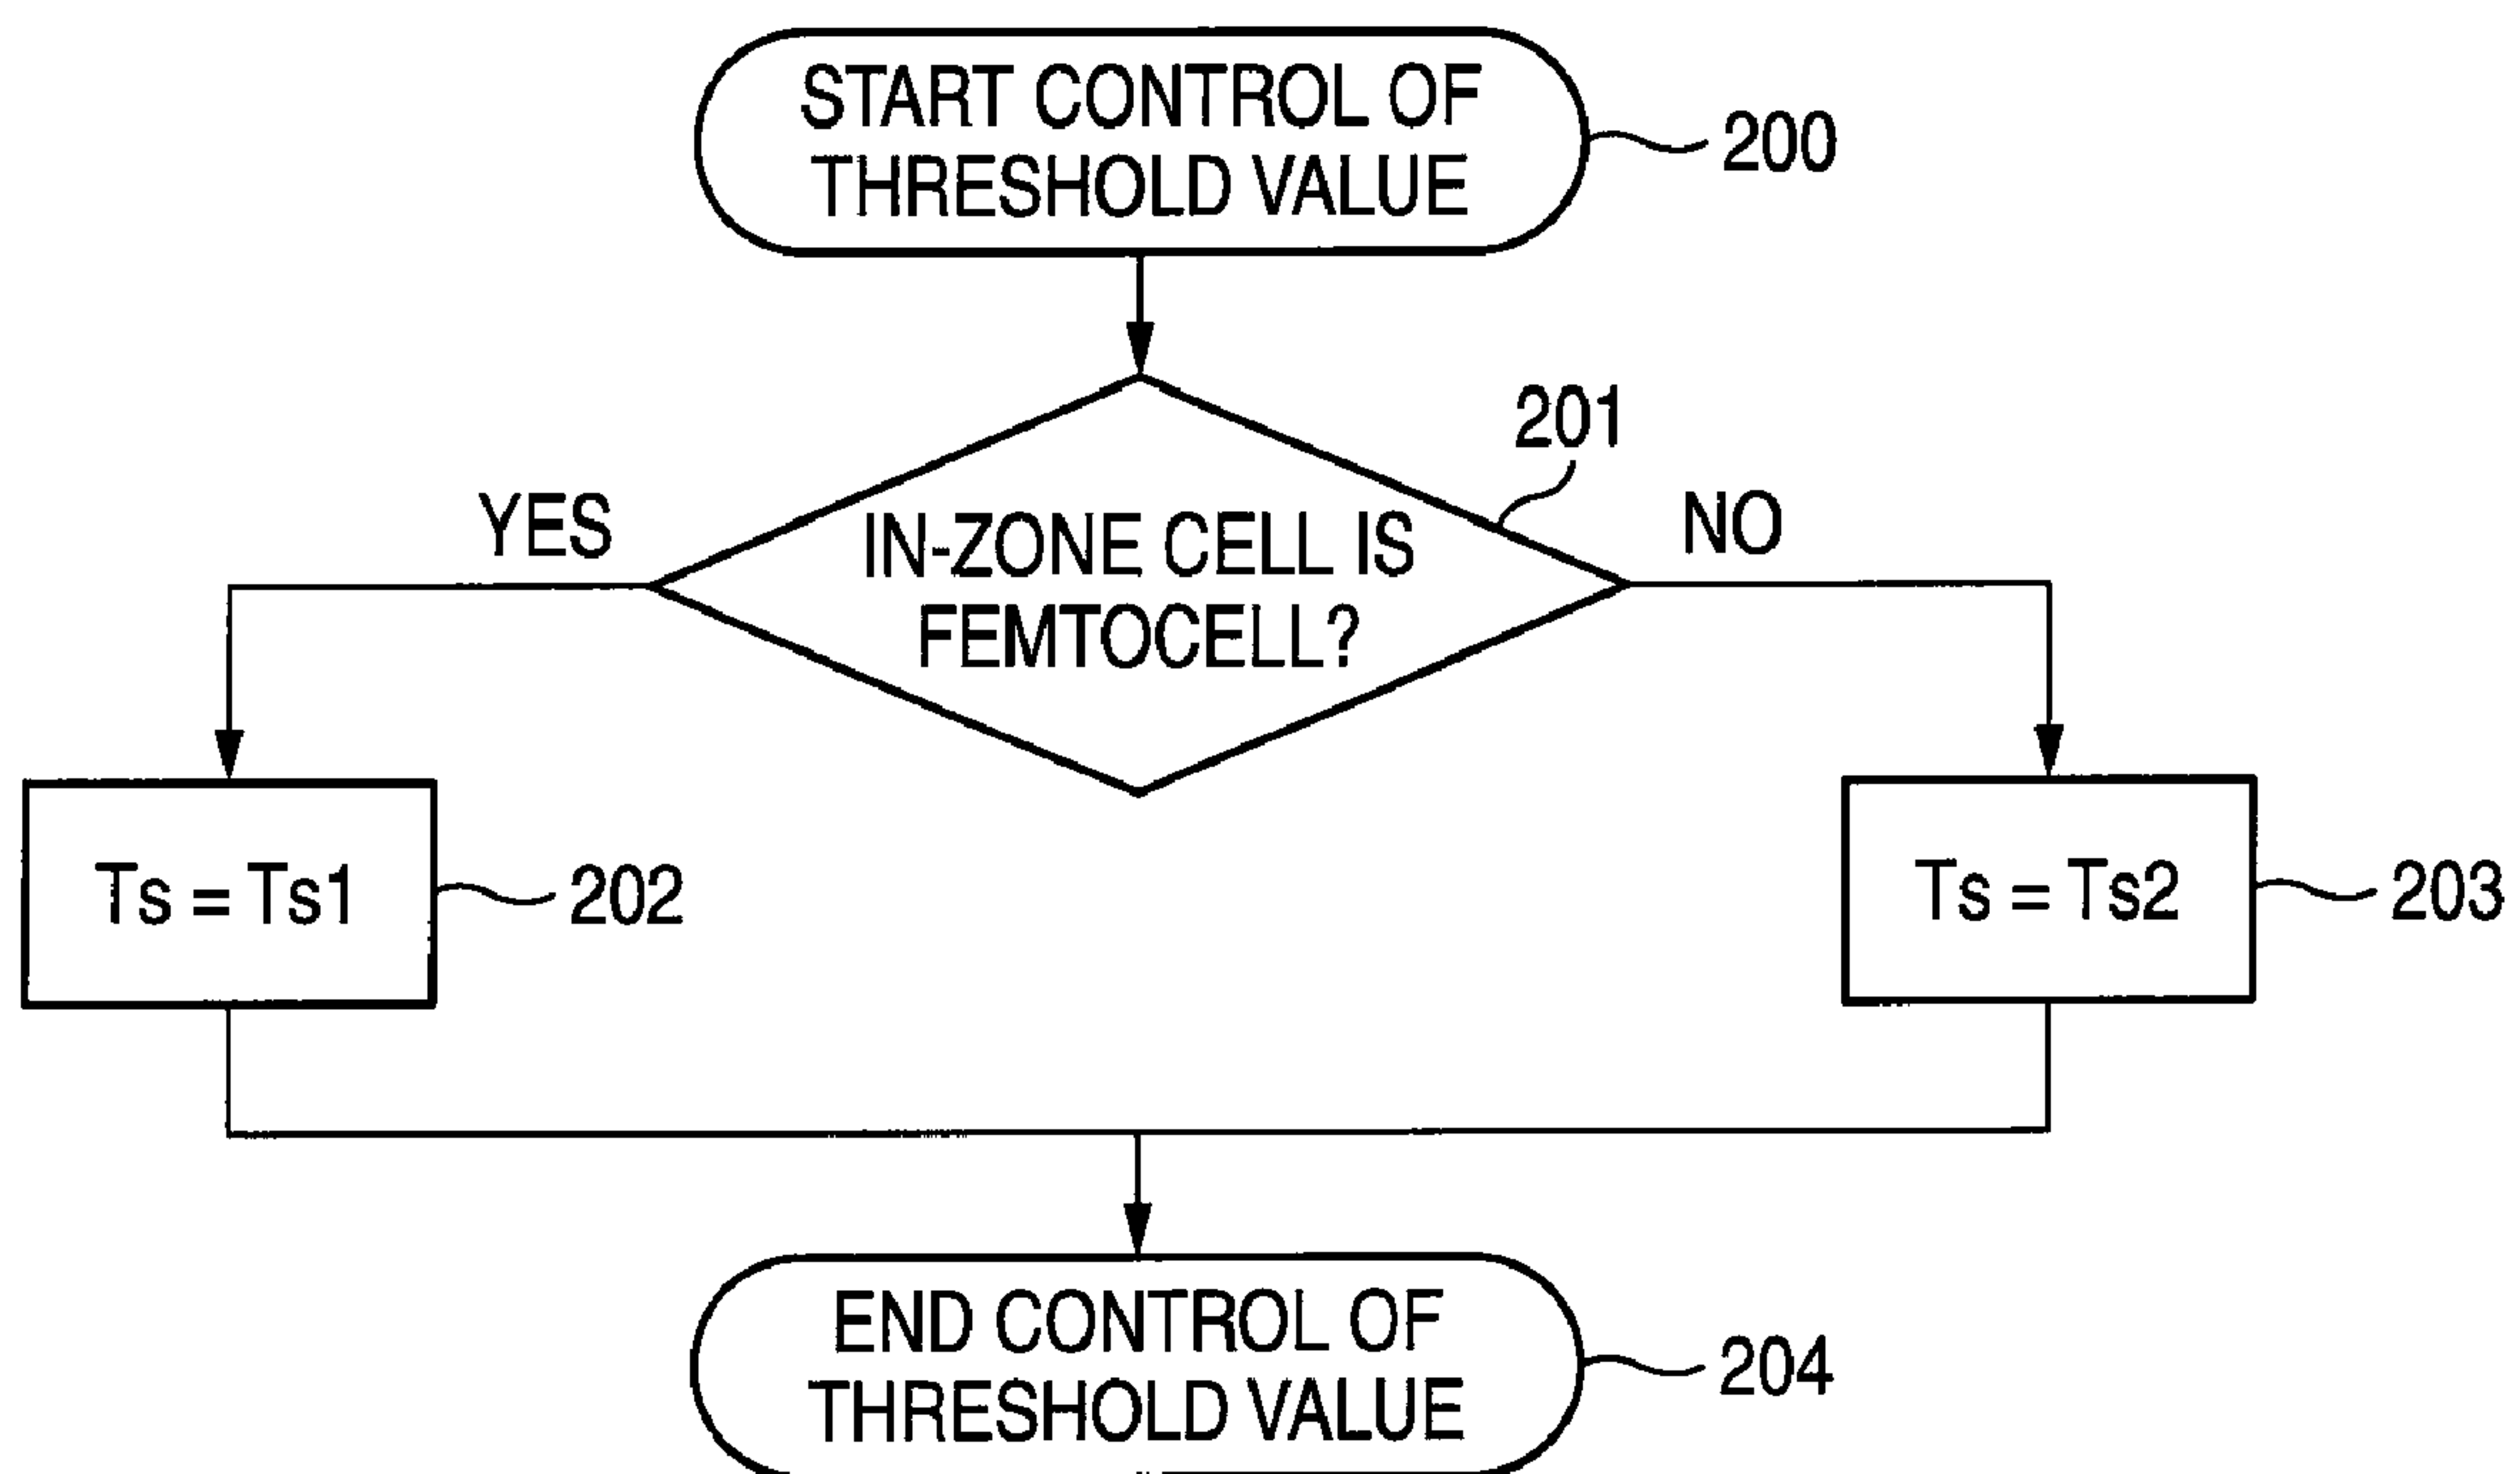 START CONTROL OF
THRESHOLD VALUE
200
201
YES
NO
IN-ZONE CELL IS
FEMTOCELL?
Ts = Ts1
202
Ts = Ts2
203
END CONTROL OF
THRESHOLD VALUE
204